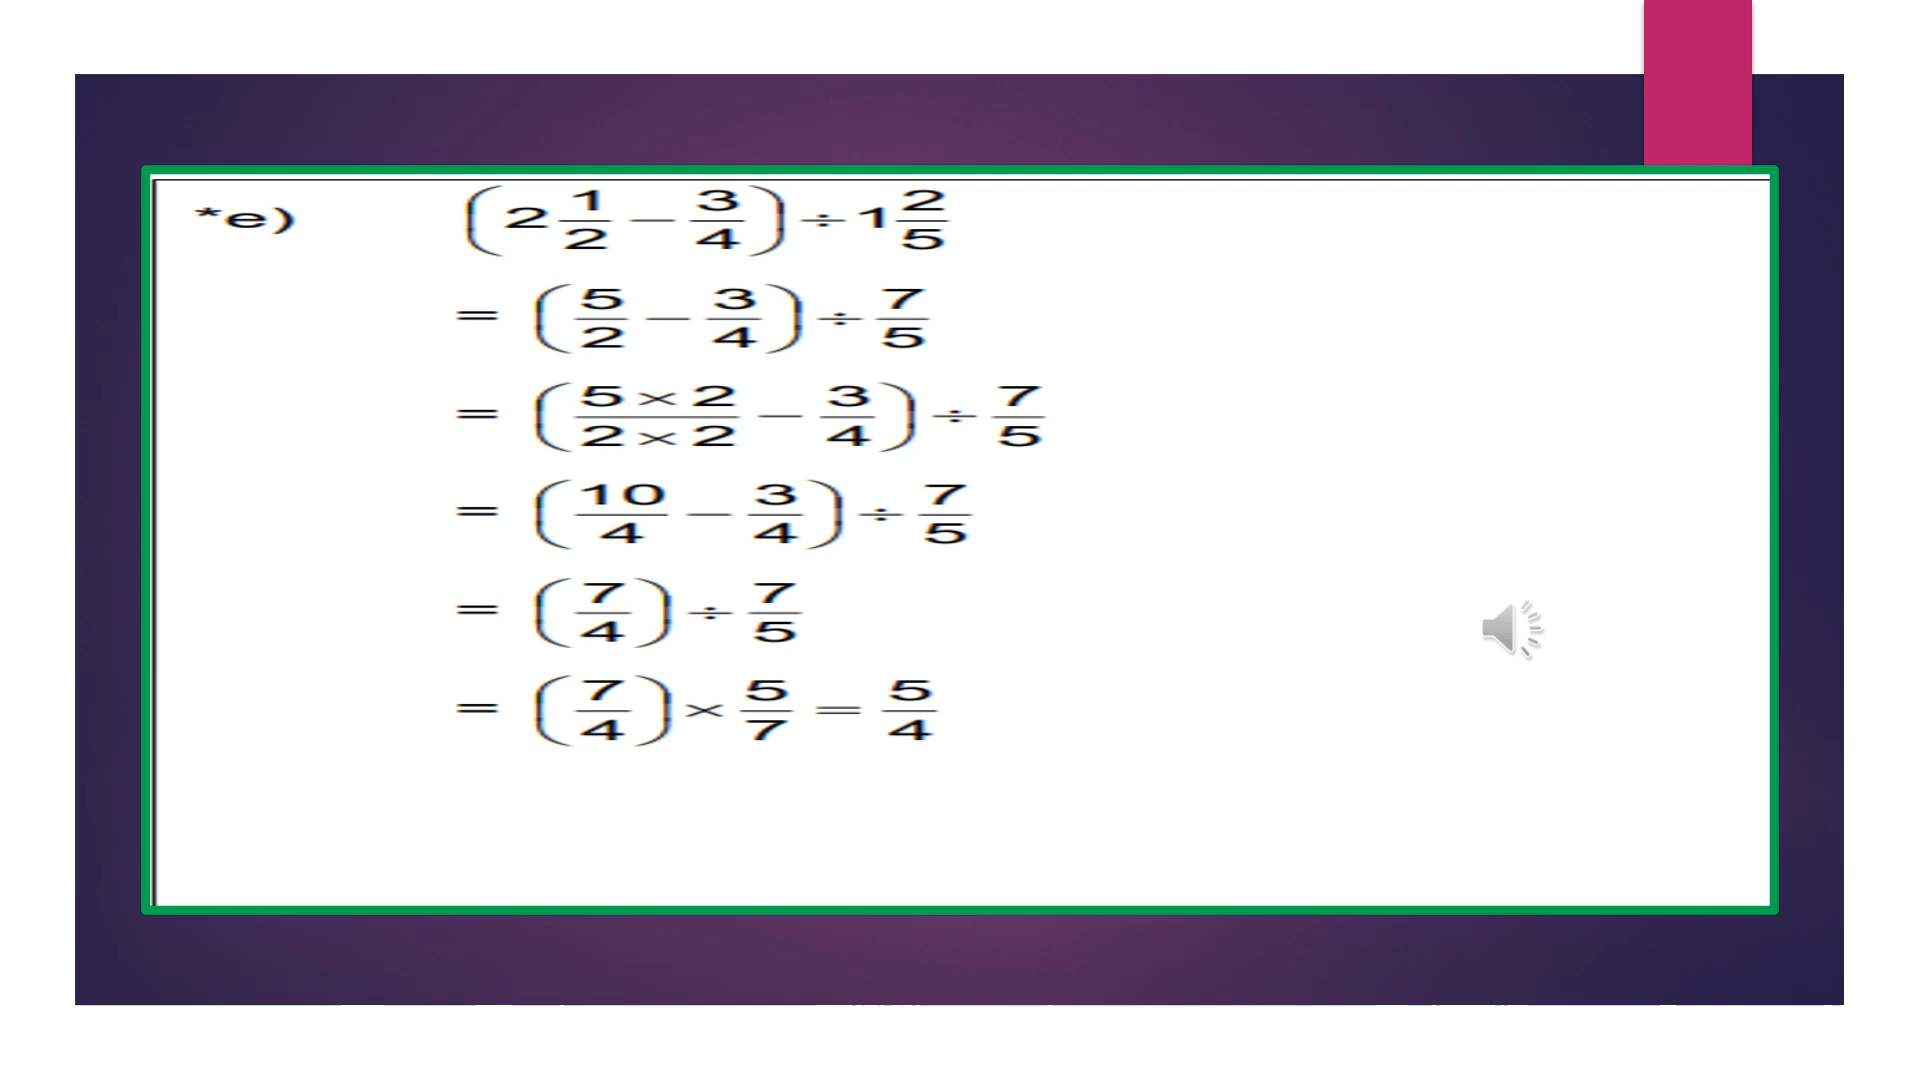 *e) (2 1/2 − 3/4) ÷ 1 2/5
= (5/2 − 3/4) ÷ 7/5
= (5 × 2/2 × 2 − 3/4) ÷ 7/5
= (10/4 − 3/4) ÷ 7/5
= (7/4) ÷ 7/5
= (7/4) × 5/7 = 5/4